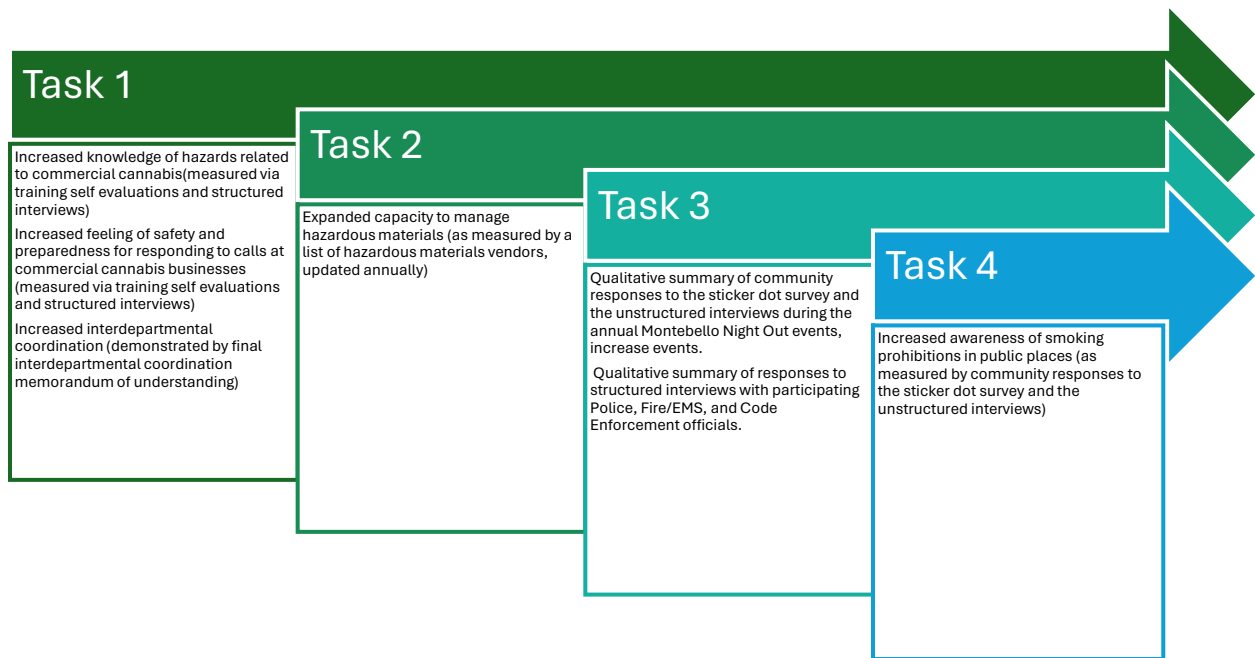 Task 1
Increased knowledge of hazards related
to commercial cannabis(measured via
training self evaluations and structured
interviews)
Increased feeling of safety and
preparedness for responding to calls at
commercial cannabis businesses
(measured via training self evaluations
and structured interviews)
Increased interdepartmental
coordination (demonstrated by final
interdepartmental coordination
memorandum of understanding)
Task 2
Expanded capacity to manage
hazardous materials (as measured by a
list of hazardous materials vendors,
updated annually)
Task 3
Qualitative summary of community
responses to the sticker dot survey and
the unstructured interviews during the
annual Montebello Night Out events,
increase events.
Qualitative summary of responses to
structured interviews with participating
Police, Fire/EMS, and Code
Enforcement officials.
Task 4
Increased awareness of smoking
prohibitions in public places (as
measured by community responses to
the sticker dot survey and the
unstructured interviews)